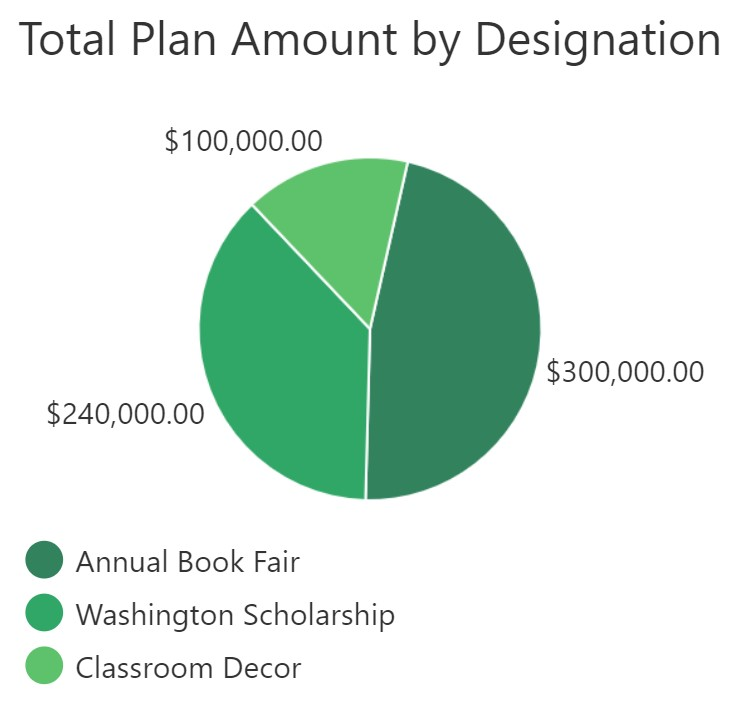 Total Plan Amount by Designation
$100,000.00
$300,000.00
$240,000.00
Annual Book Fair
Washington Scholarship
Classroom Decor